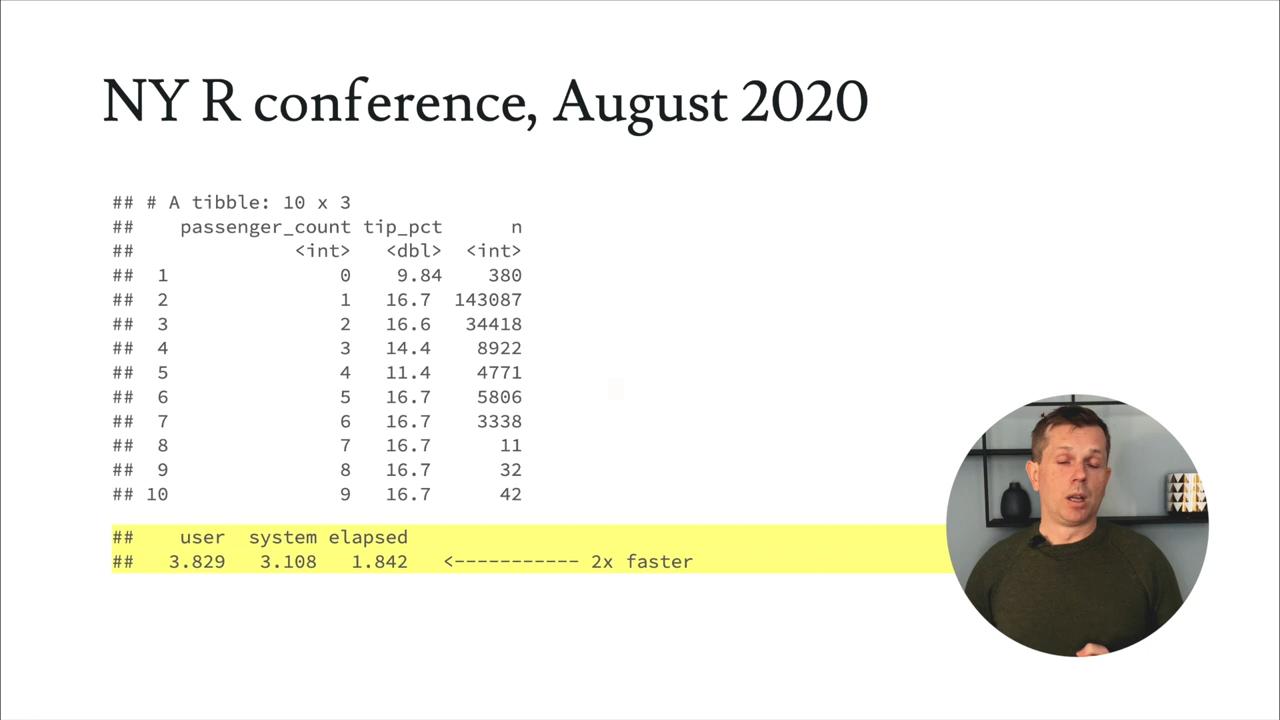 NY R conference, August 2020
## # A tibble: 10 x 3
##    passenger_count tip_pct      n
##              <int>   <dbl>  <int>
##  1               0    9.84    380
##  2               1   16.7  143087
##  3               2   16.6   34418
##  4               3   14.4    8922
##  5               4   11.4    4771
##  6               5   16.7    5806
##  7               6   16.7    3338
##  8               7   16.7      11
##  9               8   16.7      32
## 10               9   16.7      42
##    user  system elapsed
##   3.829   3.108   1.842   <----------- 2x faster